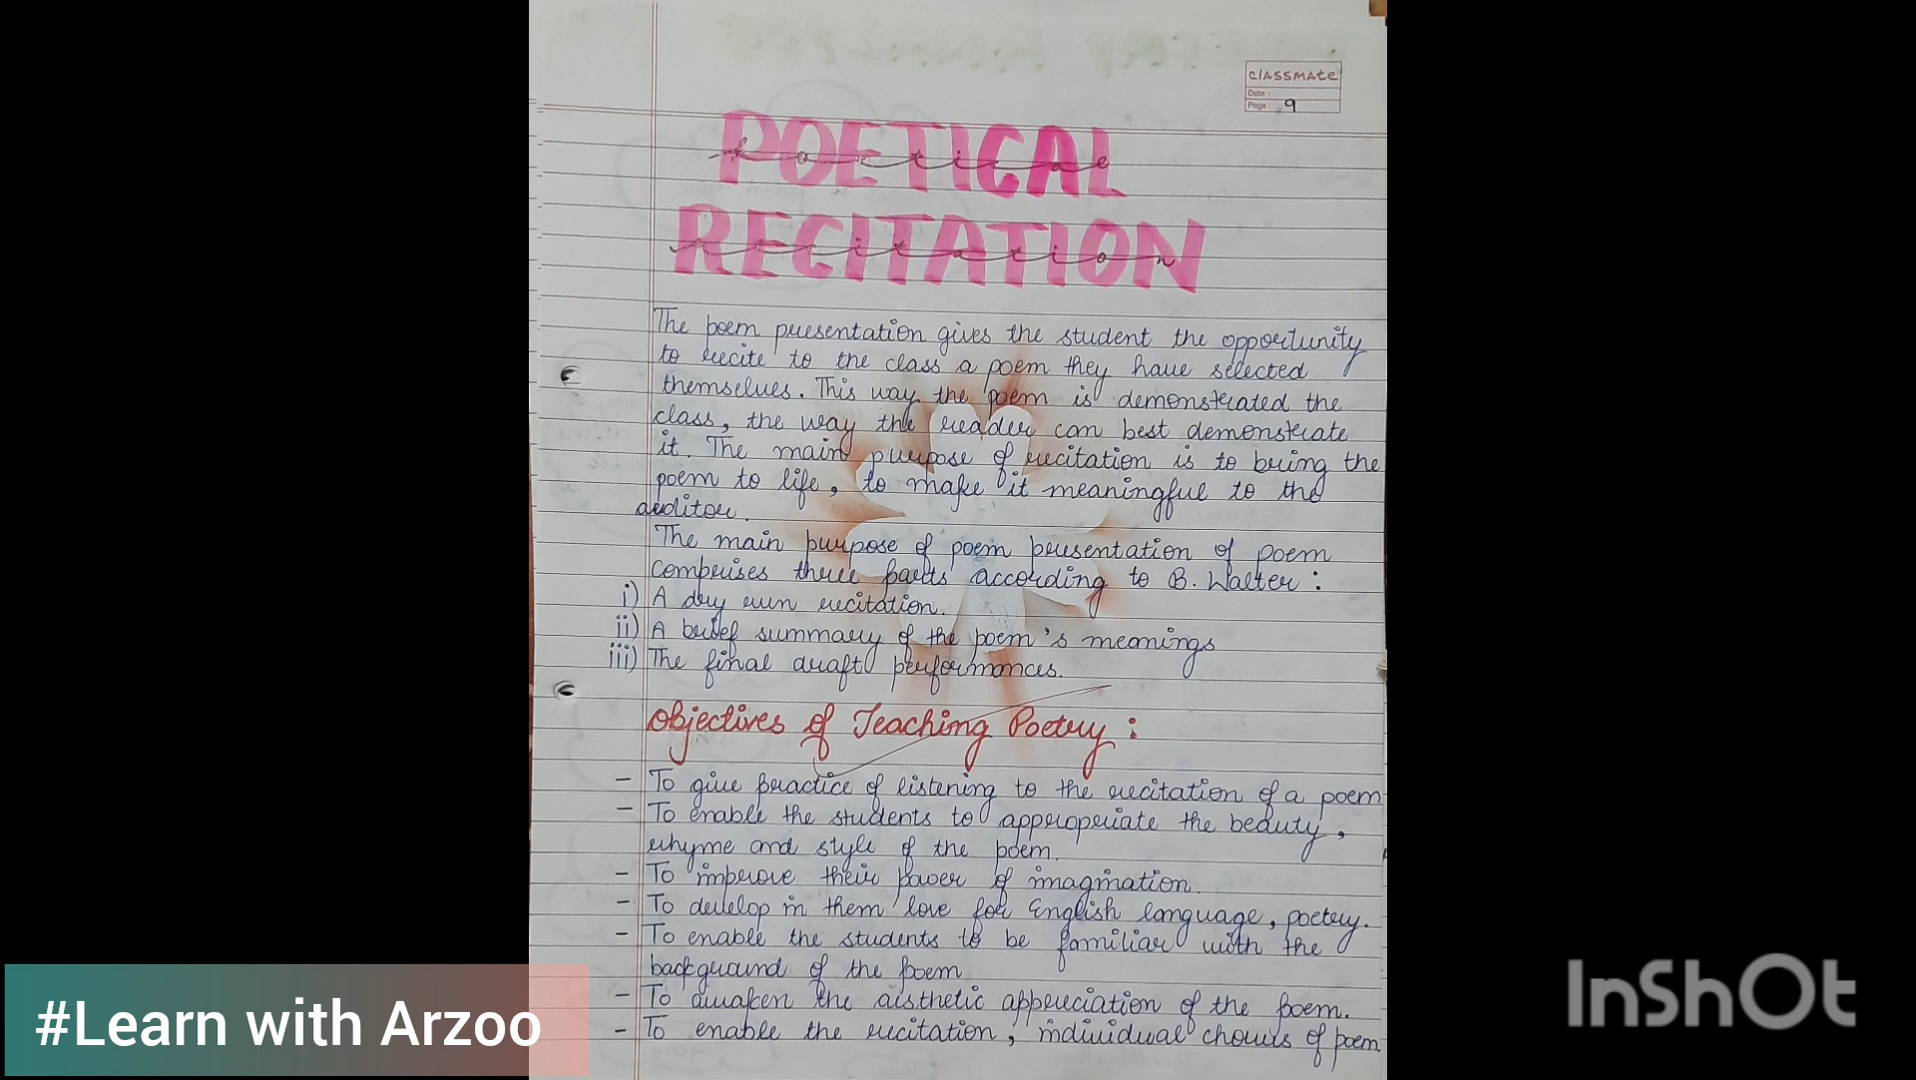 classmate
Date :
Page : 9
POETICAL
Poetical
RECITATION
Recitation
The poem presentation gives the student the opportunity
to recite to the class a poem they have selected
themselves. This way the poem is demonstrated the
class, the way the reader can best demonstrate
it. The main purpose of recitation is to bring the
poem to life, to make it meaningful to the
auditor.
The main purpose of poem presentation of poem
comprises three parts according to B. Walter :
i) A dry run recitation.
ii) A brief summary of the poem's meanings
iii) The final draft performances.
Objectives of Teaching Poetry :
- To give practice of listening to the recitation of a poem
- To enable the students to appropriate the beauty,
rhyme and style of the poem.
- To improve their power of imagination.
- To develop in them love for English language, poetry.
- To enable the students to be familiar with the
background of the poem
- To awaken the aisthetic appreciation of the poem.
- To enable the recitation, individual chorus of poem.
#Learn with Arzoo
InShOt